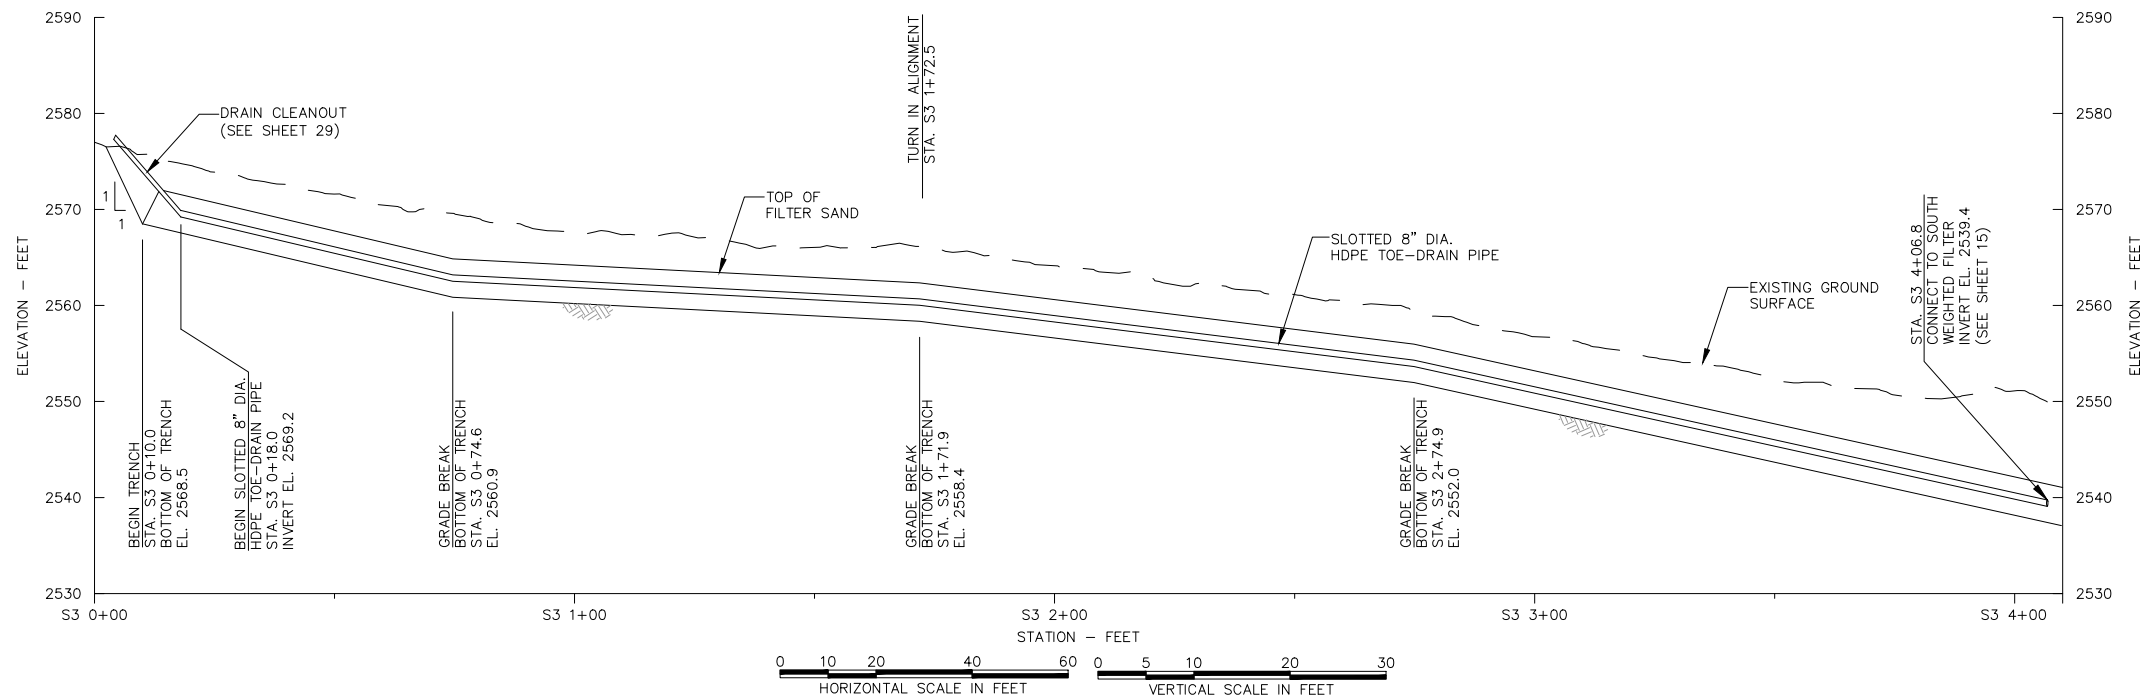 2590
2580
2570
2560
2550
2540
2530
ELEVATION – FEET
DRAIN CLEANOUT
(SEE SHEET 29)
1
1
BEGIN TRENCH
STA. S3 0+10.0
BOTTOM OF TRENCH
EL. 2568.5
BEGIN SLOTTED 8" DIA.
HDPE TOE–DRAIN PIPE
STA. S3 0+18.0
INVERT EL. 2569.2
GRADE BREAK
BOTTOM OF TRENCH
STA. S3 0+74.6
EL. 2560.9
TOP OF
FILTER SAND
TURN IN ALIGNMENT
STA. S3 1+72.5
GRADE BREAK
BOTTOM OF TRENCH
STA. S3 1+71.9
EL. 2558.4
SLOTTED 8" DIA.
HDPE TOE–DRAIN PIPE
GRADE BREAK
BOTTOM OF TRENCH
STA. S3 2+74.9
EL. 2552.0
EXISTING GROUND
SURFACE
STA. S3 4+06.8
CONNECT TO SOUTH
WEIGHTED FILTER
INVERT EL. 2539.4
(SEE SHEET 15)
2590
2580
2570
2560
2550
2540
2530
ELEVATION – FEET
S3 0+00
S3 1+00
S3 2+00
S3 3+00
S3 4+00
STATION – FEET
0 10 20 40 60
HORIZONTAL SCALE IN FEET
0 5 10 20 30
VERTICAL SCALE IN FEET